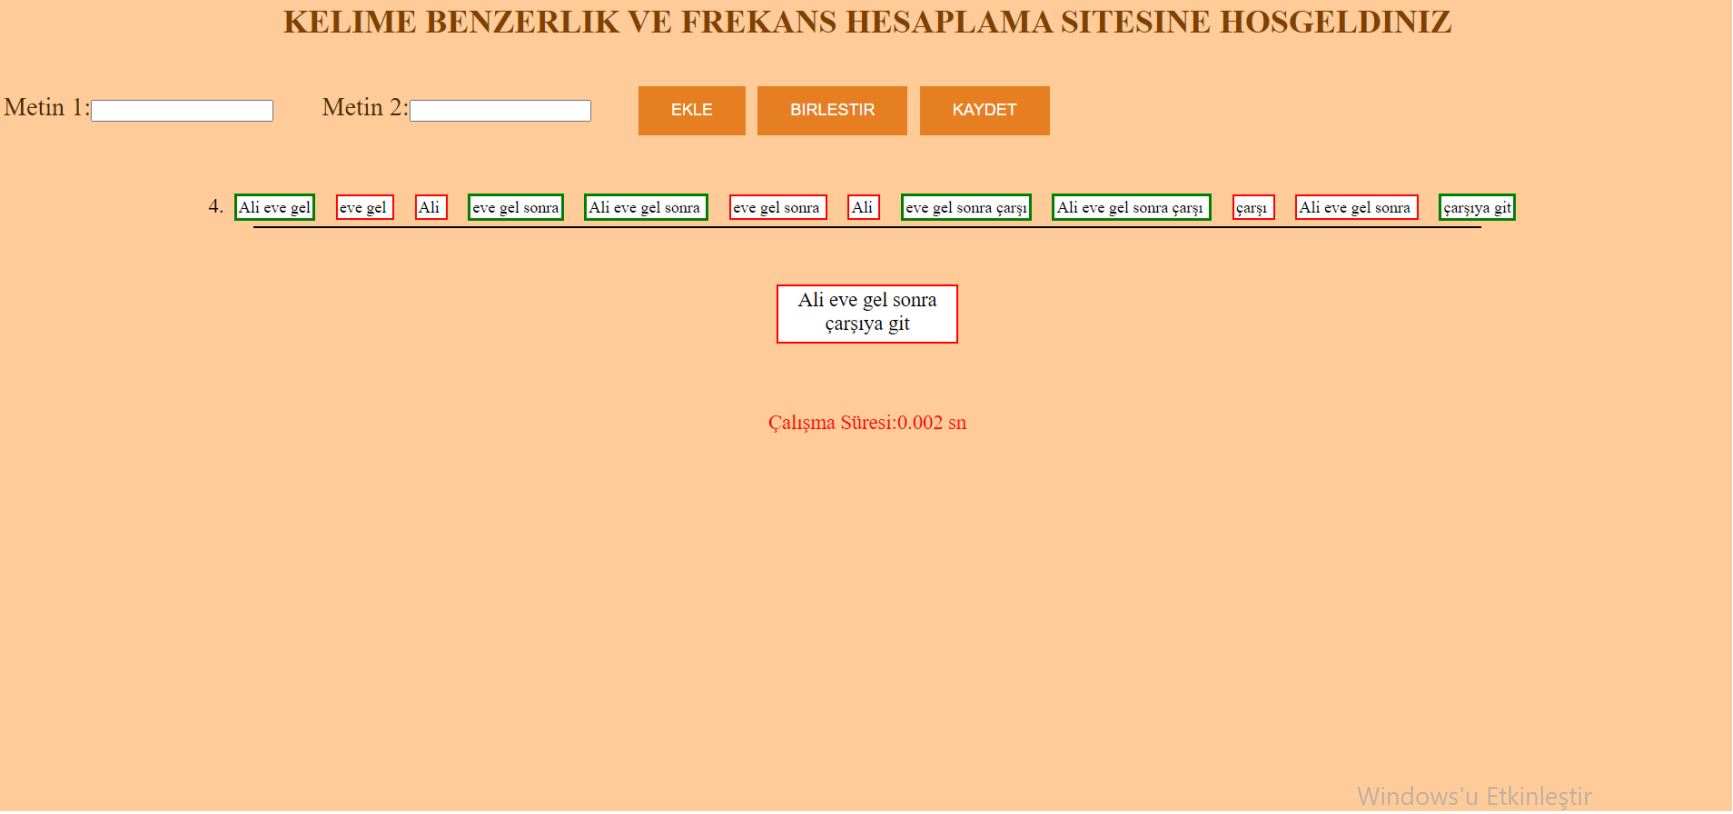 KELIME BENZERLIK VE FREKANS HESAPLAMA SITESINE HOSGELDINIZ
Metin 1: Metin 2: EKLE BIRLESTIR KAYDET
4. Ali eve gel eve gel Ali eve gel sonra Ali eve gel sonra eve gel sonra Ali eve gel sonra çarşı Ali eve gel sonra çarşı çarşı Ali eve gel sonra çarşıya git
Ali eve gel sonra
çarşıya git
Çalışma Süresi:0.002 sn
Windows'u Etkinleştir